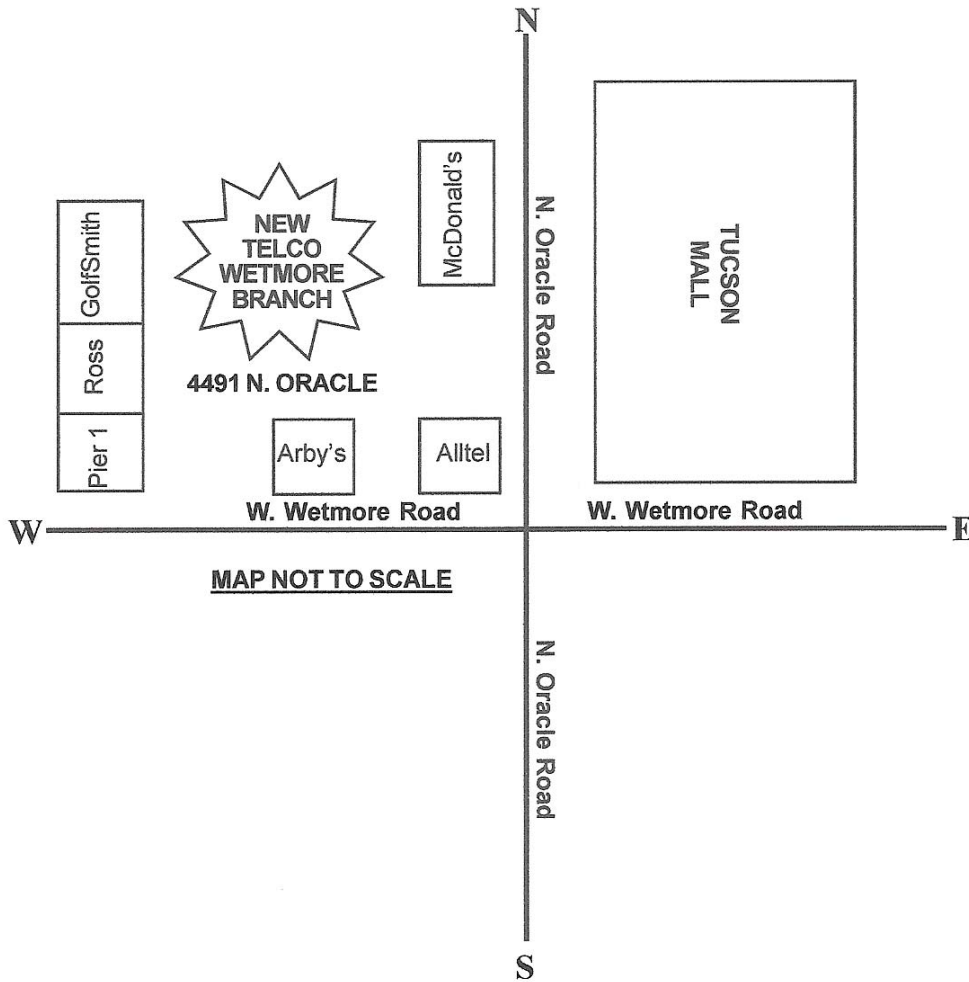 N
McDonald's
GolfSmith
NEW
TELCO
WETMORE
BRANCH
N. Oracle Road
TUCSON
MALL
Ross
4491 N. ORACLE
Pier 1
Arby's
Alltel
W. Wetmore Road
W. Wetmore Road
W
E
MAP NOT TO SCALE
N. Oracle Road
S